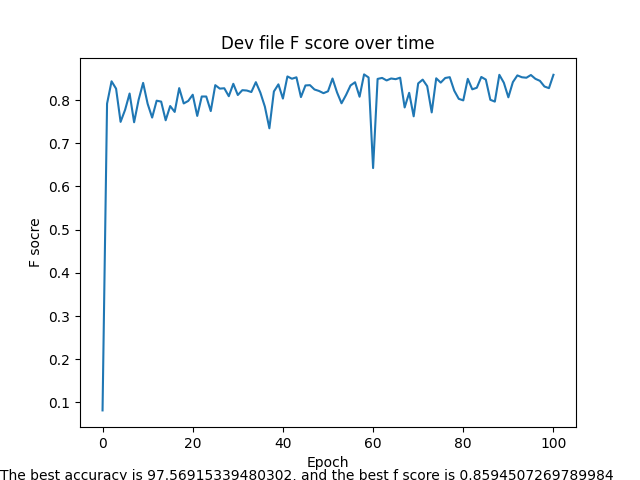 Dev file F score over time
F socre
0.8
0.7
0.6
0.5
0.4
0.3
0.2
0.1
0 20 40 60 80 100
Epoch
The best accuracy is 97.56915339480302, and the best f score is 0.8594507269789984